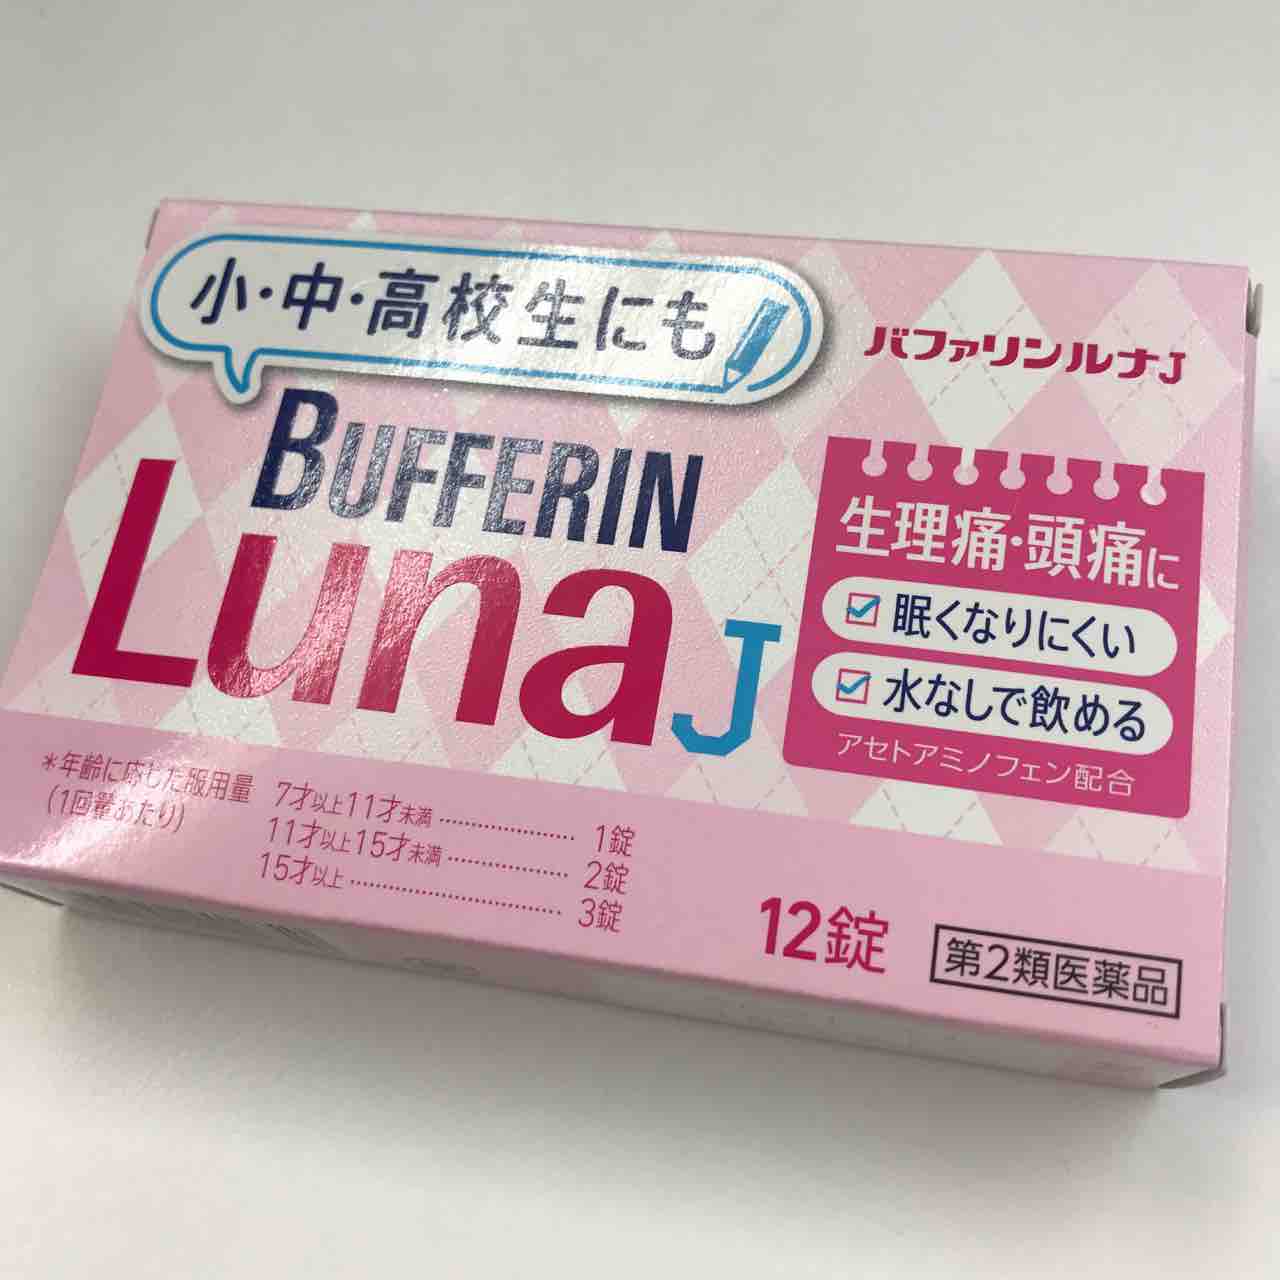 小・中・高校生にも
バファリンルナJ
BUFFERIN
Luna J
生理痛・頭痛に
眠くなりにくい
水なしで飲める
アセトアミノフェン配合
*年齢に応じた服用量
(1回量あたり)
7才以上11才未満 ........................ 1錠
11才以上15才未満 .................... 2錠
15才以上 .................................... 3錠
12錠
第2類医薬品